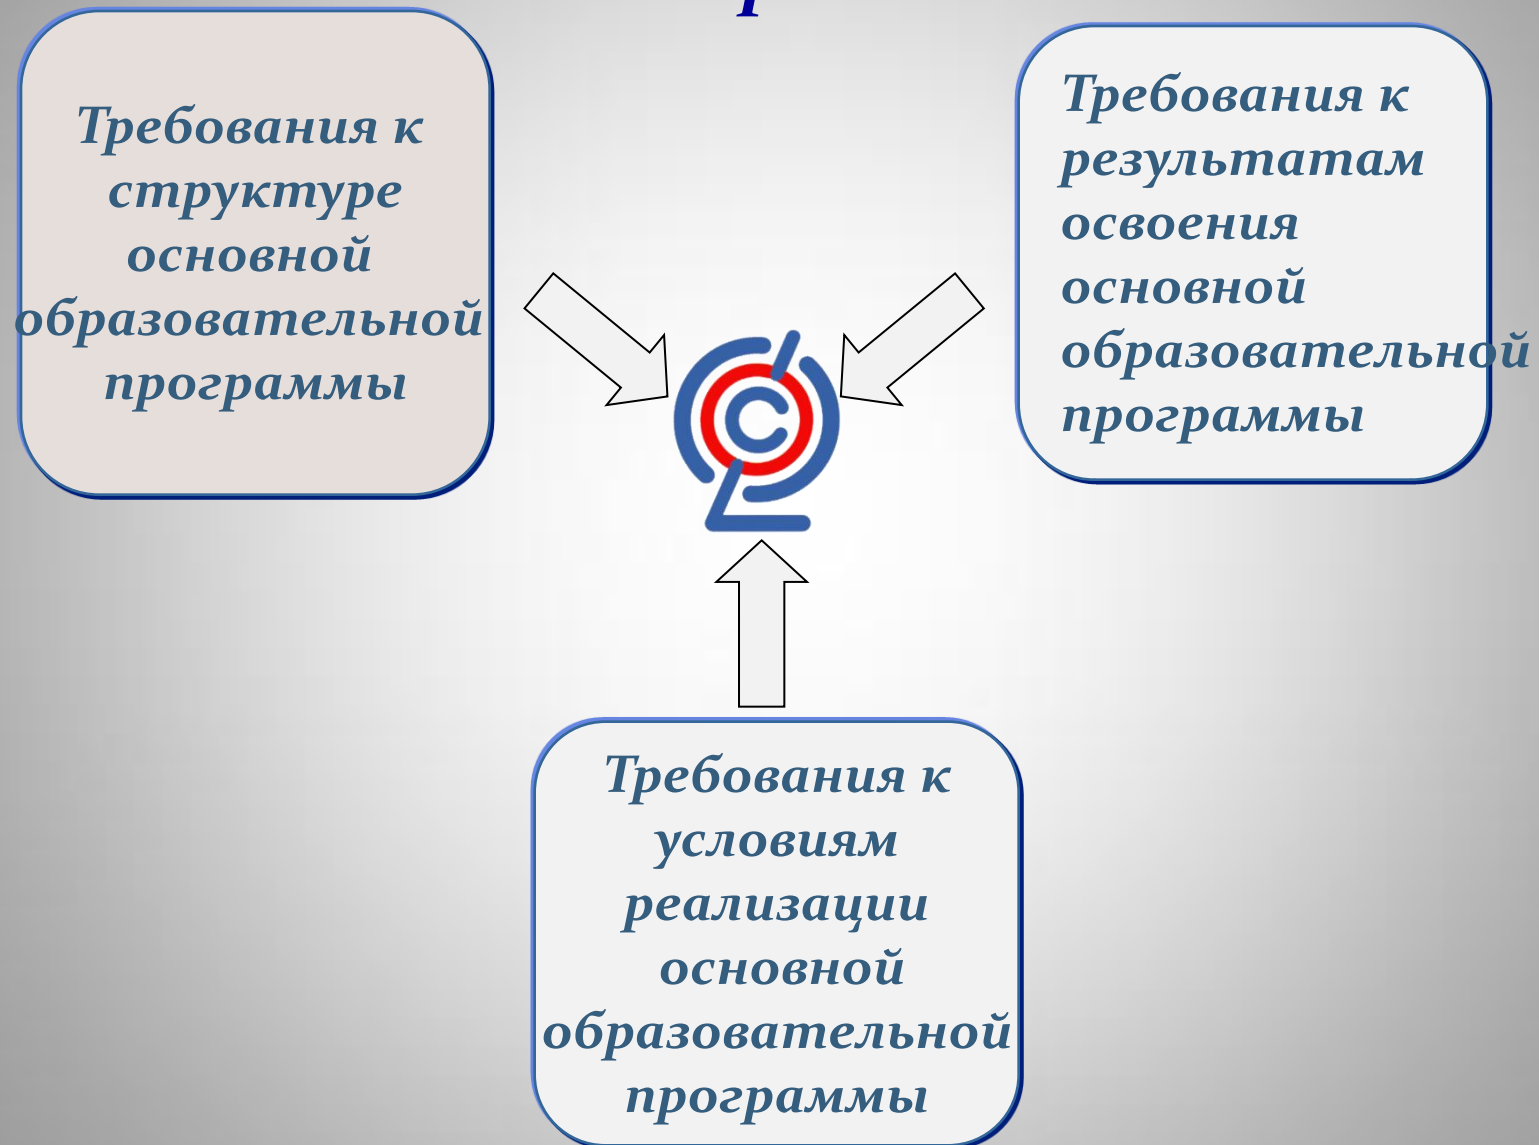 Требования к
структуре
основной
образовательной
программы
Требования к
результатам
освоения
основной
образовательной
программы
Требования к
условиям
реализации
основной
образовательной
программы